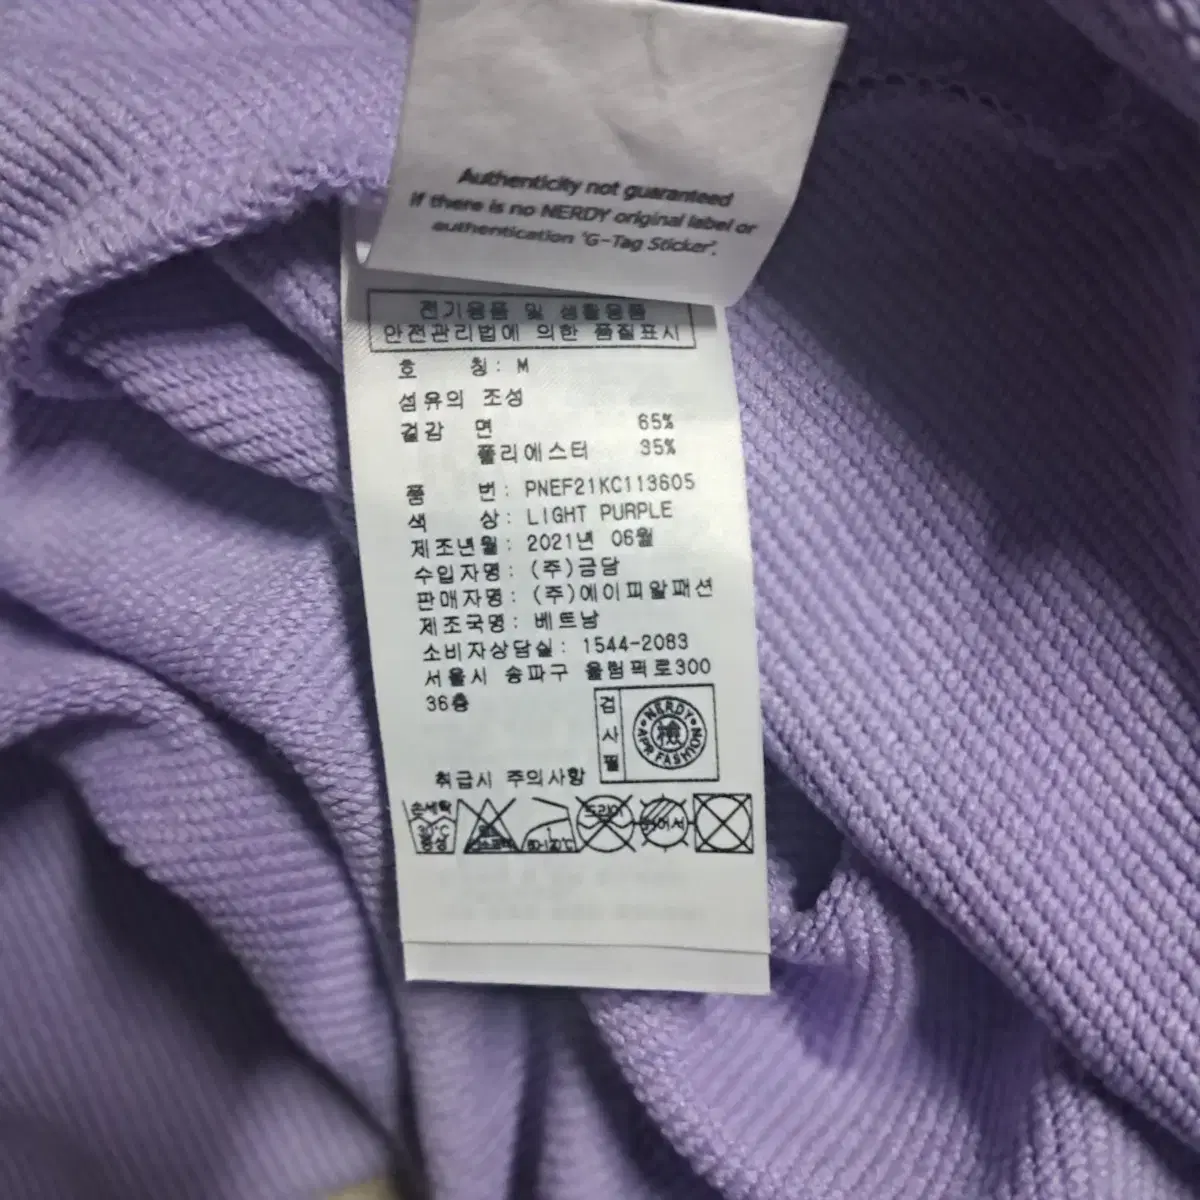 Authenticity not guaranteed
If there is no NERDY original label or
authentication 'G-Tag Sticker'.
전기용품 및 생활용품
안전관리법에 의한 품질표시
호 칭: M
섬유의 조성
겉감 면 65%
폴리에스터 35%
품 번: PNEF21KC113605
색 상: LIGHT PURPLE
제조년월: 2021년 06월
수입자명: (주)금담
판매자명: (주)에이피알패션
제조국명: 베트남
소비자상담실: 1544-2083
서울시 송파구 올림픽로300
36층
검사필
NERDY
檢
APR FASHION
취급시 주의사항
손세탁
30℃
중성
80-120℃
드라이